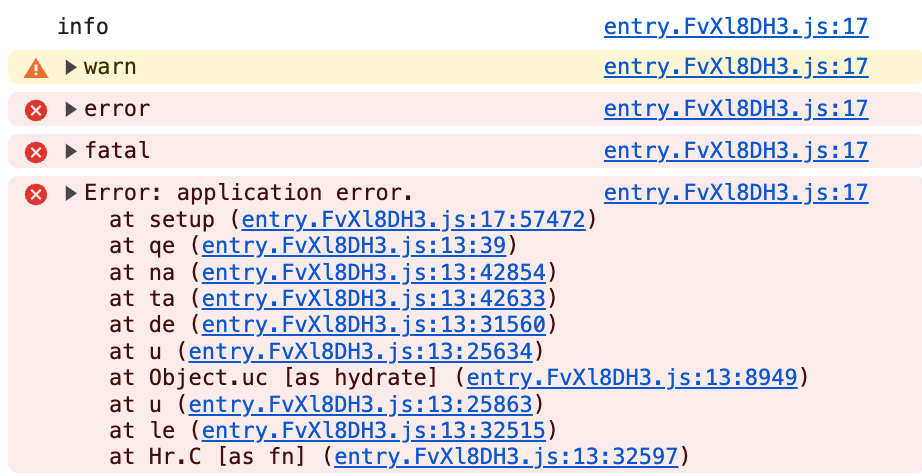 info entry.FvXl8DH3.js:17
warn entry.FvXl8DH3.js:17
error entry.FvXl8DH3.js:17
fatal entry.FvXl8DH3.js:17
Error: application error. entry.FvXl8DH3.js:17
at setup (entry.FvXl8DH3.js:17:57472)
at qe (entry.FvXl8DH3.js:13:39)
at na (entry.FvXl8DH3.js:13:42854)
at ta (entry.FvXl8DH3.js:13:42633)
at de (entry.FvXl8DH3.js:13:31560)
at u (entry.FvXl8DH3.js:13:25634)
at Object.uc [as hydrate] (entry.FvXl8DH3.js:13:8949)
at u (entry.FvXl8DH3.js:13:25863)
at le (entry.FvXl8DH3.js:13:32515)
at Hr.C [as fn] (entry.FvXl8DH3.js:13:32597)